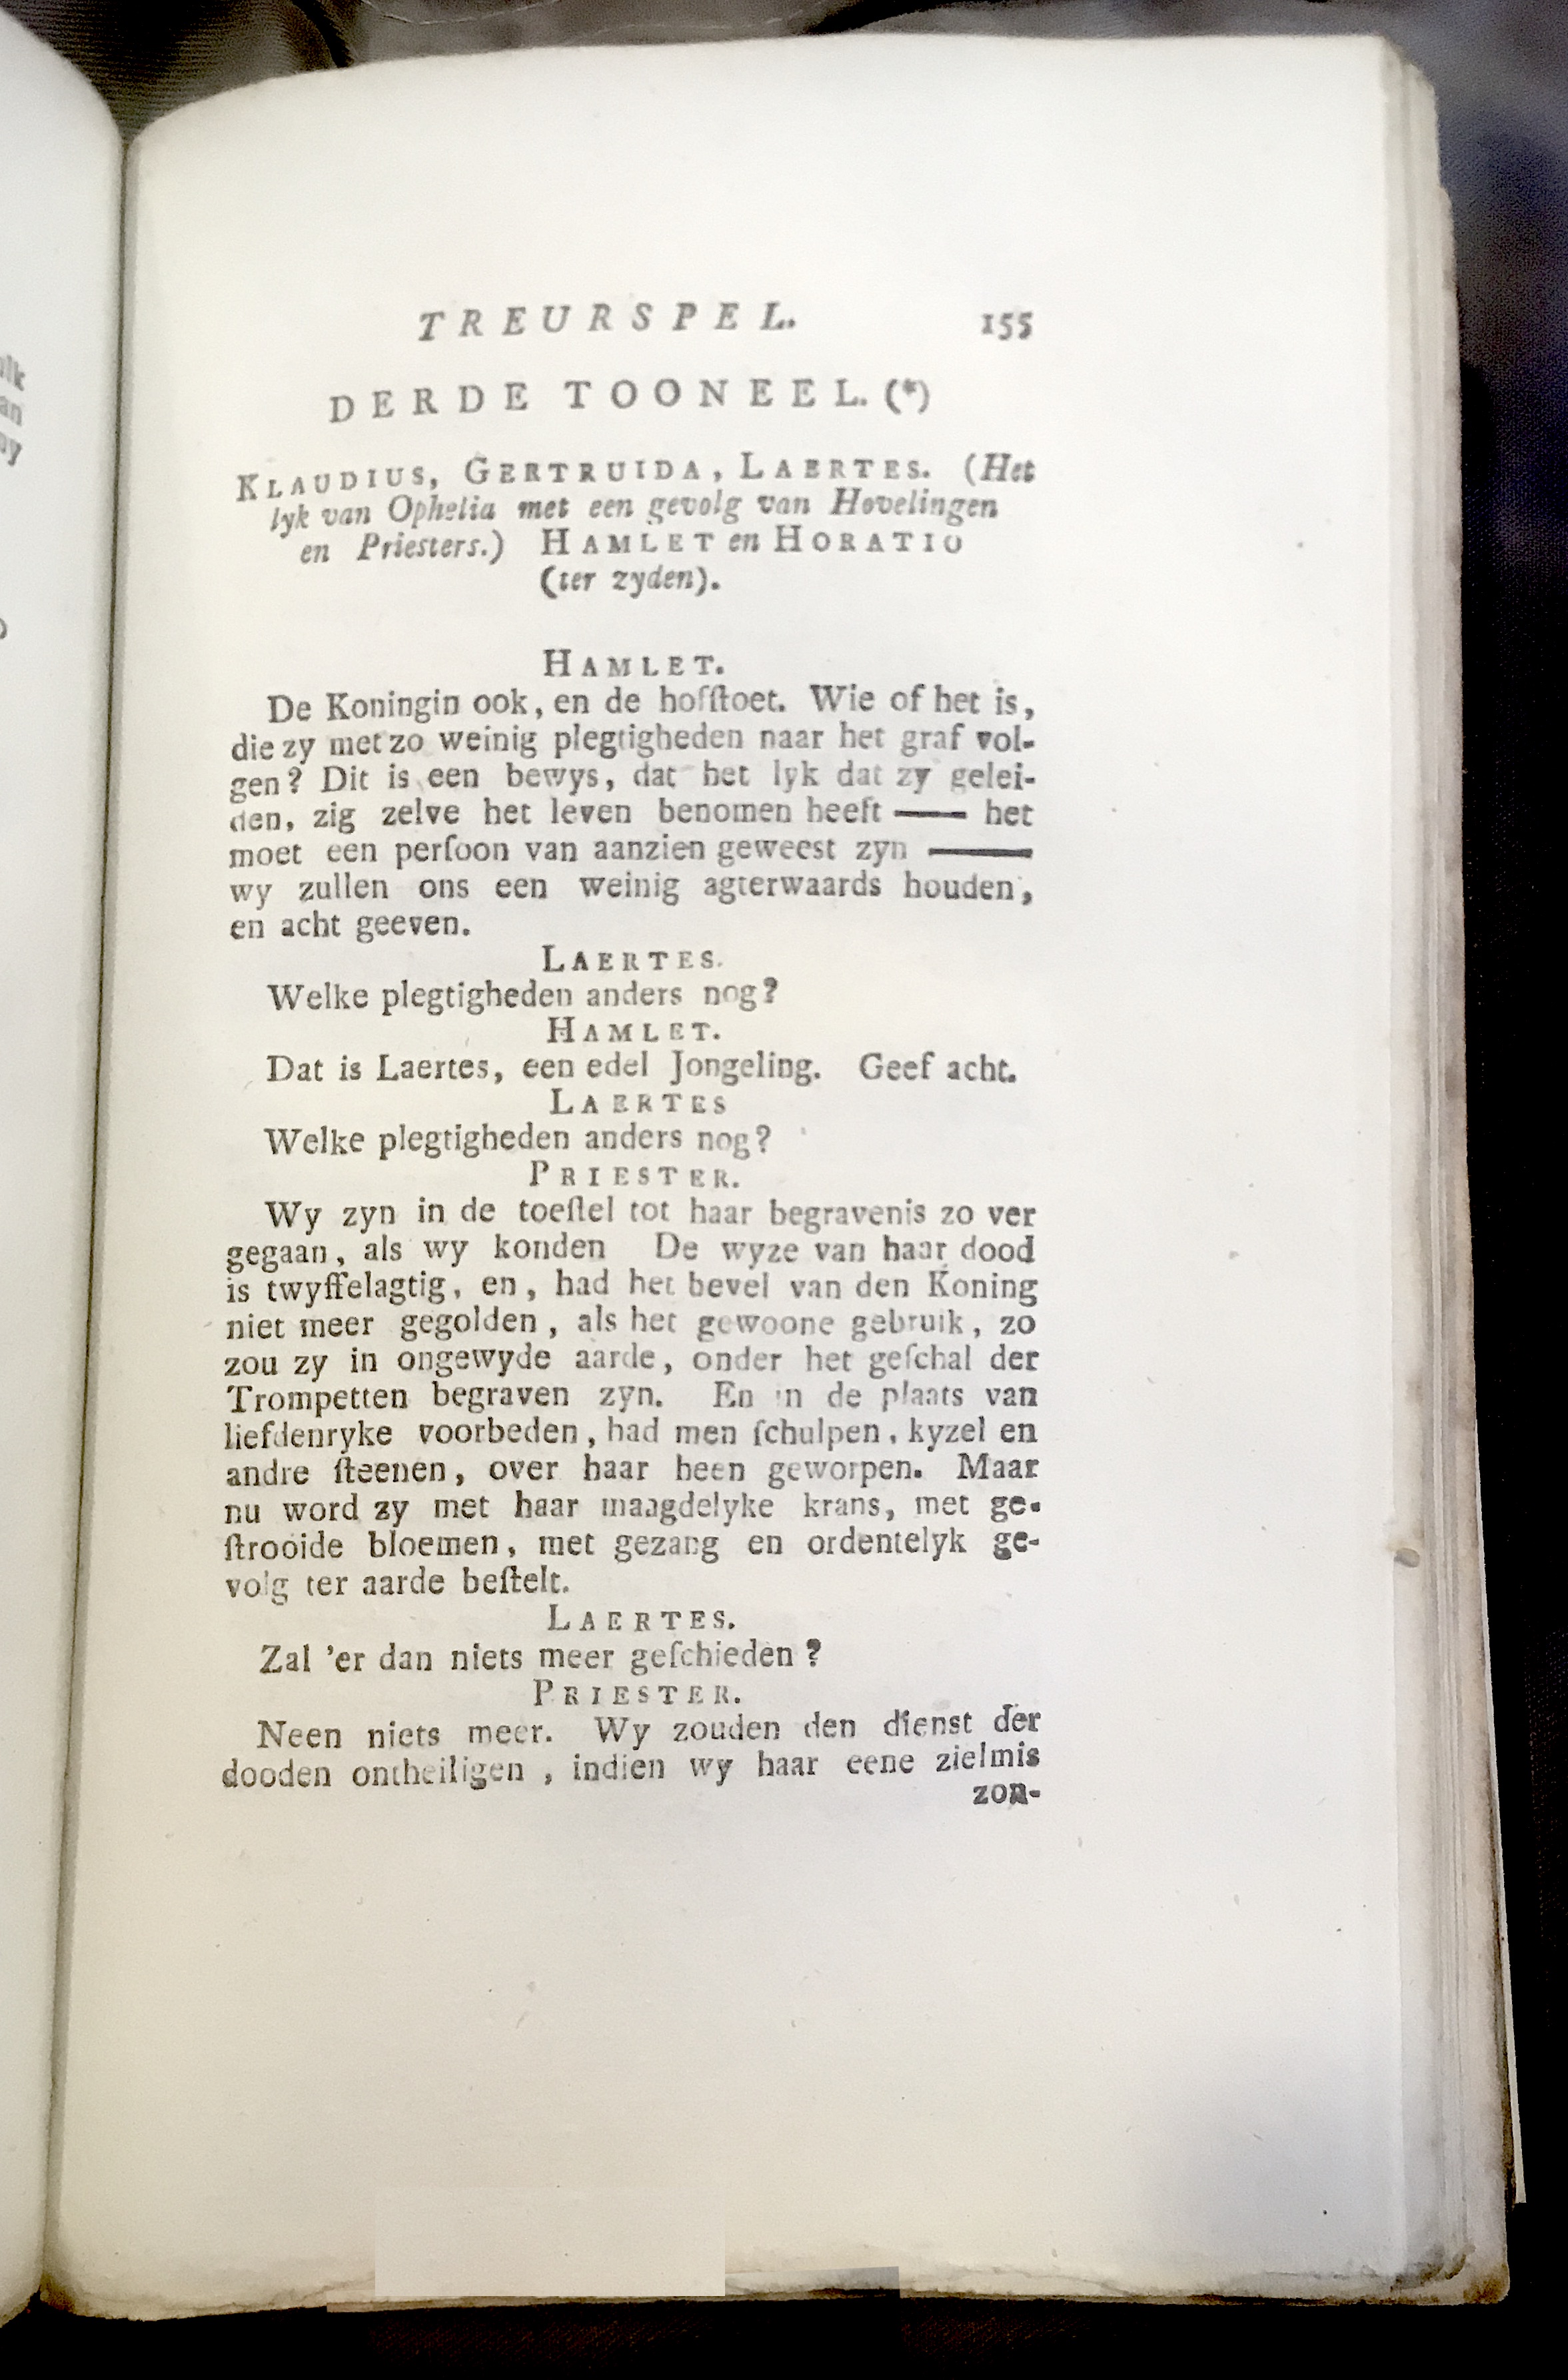 TREURSPEL. 155
DERDE TOONEEL. (*)
KLAUDIUS, GERTRUIDA, LAERTES. (Het
lyk van Ophelia met een gevolg van Hovelingen
en Priesters.) HAMLET en HORATIO
(ter zyden).
HAMLET.
De Koningin ook, en de hofſtoet. Wie of het is,
die zy met zo weinig plegtigheden naar het graf vol-
gen? Dit is een bewys, dat het lyk dat zy gelei-
den, zig zelve het leven benomen heeft —— het
moet een perſoon van aanzien geweest zyn ——
wy zullen ons een weinig agterwaards houden,
en acht geeven.
LAERTES.
Welke plegtigheden anders nog?
HAMLET.
Dat is Laertes, een edel Jongeling. Geef acht.
LAERTES
Welke plegtigheden anders nog?
PRIESTER.
Wy zyn in de toeſtel tot haar begravenis zo ver
gegaan, als wy konden De wyze van haar dood
is twyffelagtig, en, had het bevel van den Koning
niet meer gegolden, als het gewoone gebruik, zo
zou zy in ongewyde aarde, onder het geſchal der
Trompetten begraven zyn. En in de plaats van
liefdenryke voorbeden, had men ſchulpen, kyzel en
andre ſteenen, over haar heen geworpen. Maar
nu word zy met haar maagdelyke krans, met ge-
ſtrooide bloemen, met gezang en ordentelyk ge-
volg ter aarde beſtelt.
LAERTES.
Zal 'er dan niets meer geſchieden?
PRIESTER.
Neen niets meer. Wy zouden den dienst der
dooden ontheiligen, indien wy haar eene zielmis
zon-